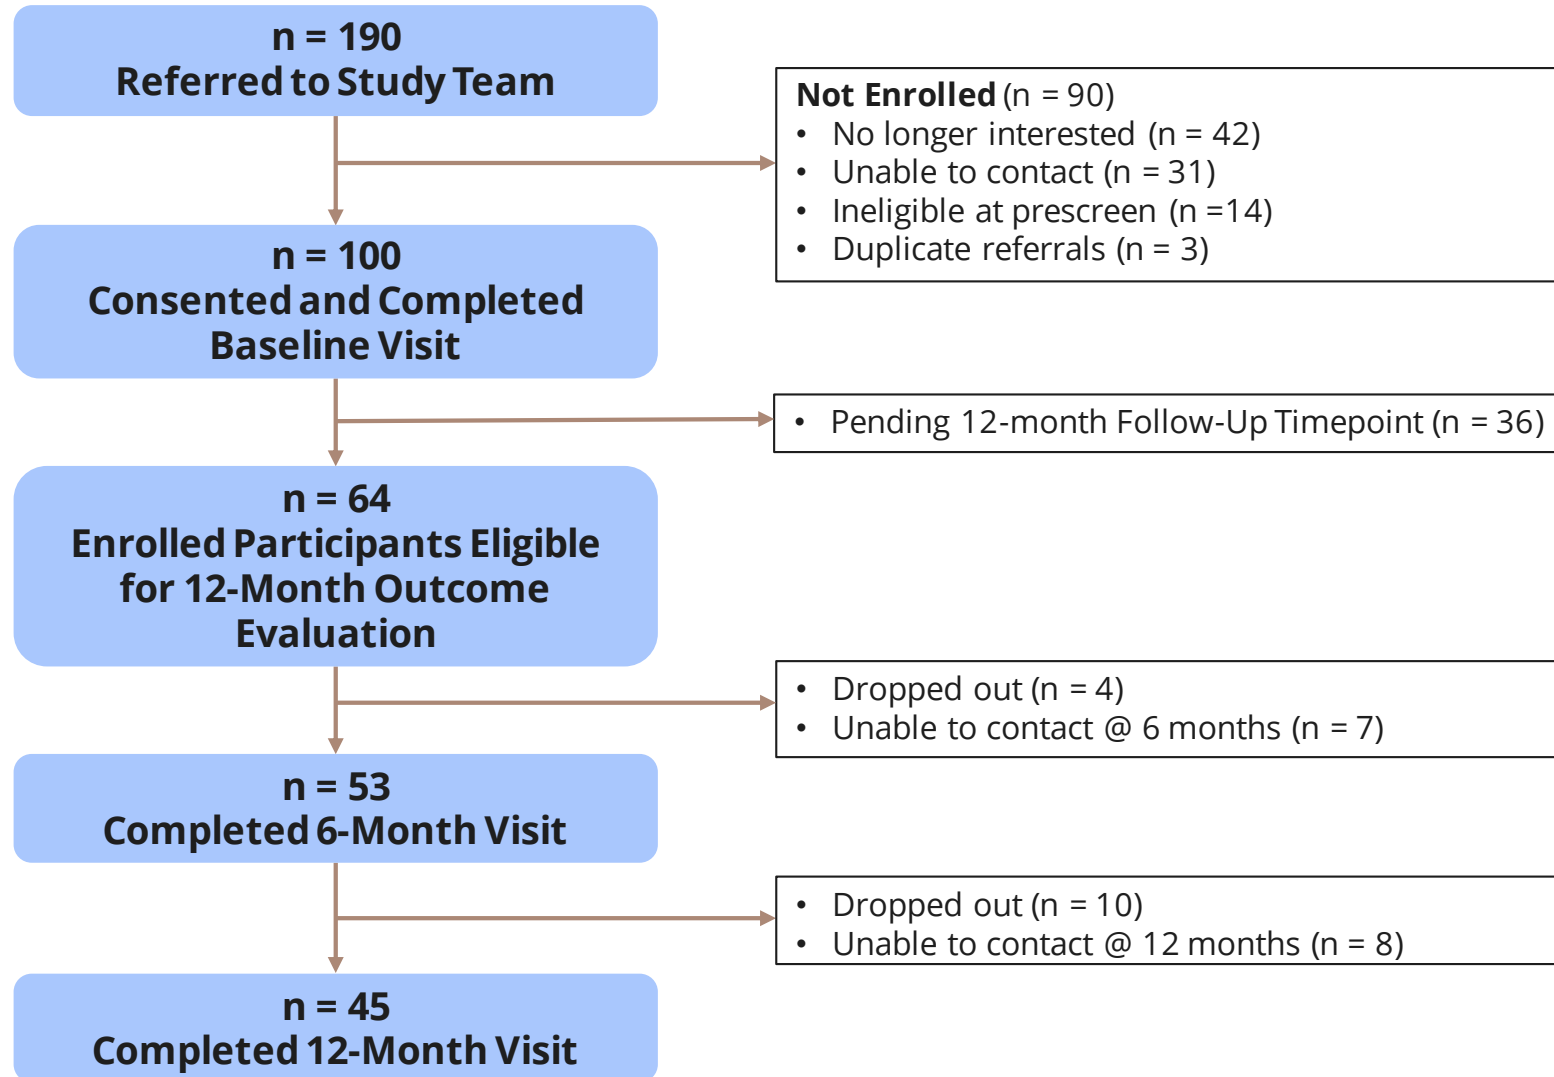 n = 190
Referred to Study Team
Not Enrolled (n = 90)
• No longer interested (n = 42)
• Unable to contact (n = 31)
• Ineligible at prescreen (n =14)
• Duplicate referrals (n = 3)
n = 100
Consented and Completed
Baseline Visit
• Pending 12-month Follow-Up Timepoint (n = 36)
n = 64
Enrolled Participants Eligible
for 12-Month Outcome
Evaluation
• Dropped out (n = 4)
• Unable to contact @ 6 months (n = 7)
n = 53
Completed 6-Month Visit
• Dropped out (n = 10)
• Unable to contact @ 12 months (n = 8)
n = 45
Completed 12-Month Visit